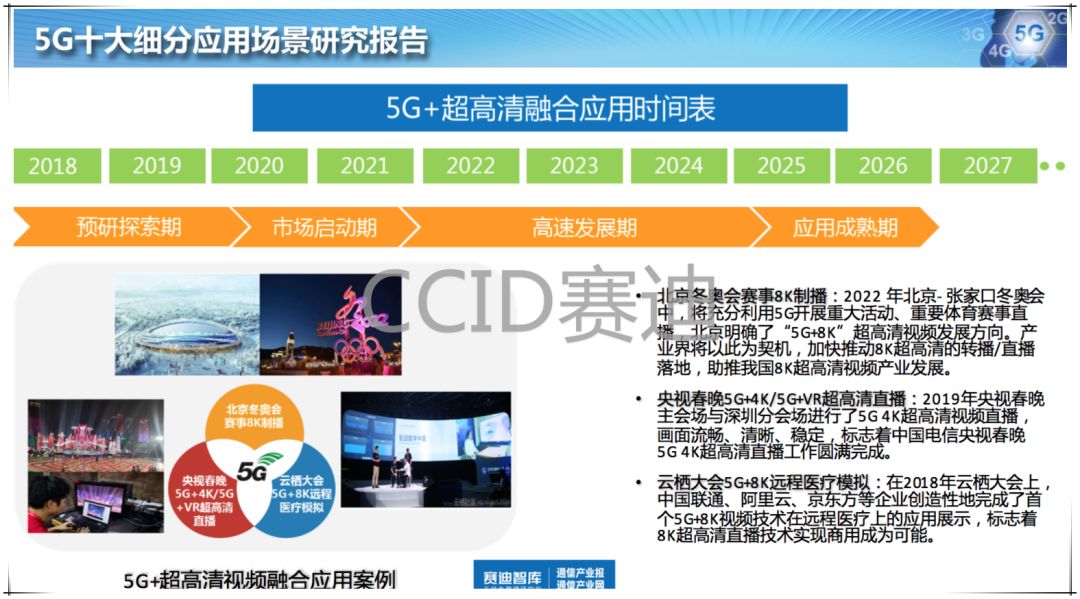 5G十大细分应用场景研究报告
3G
4G
5G
2G
5G+超高清融合应用时间表
2018 2019 2020 2021 2022 2023 2024 2025 2026 2027
预研探索期 市场启动期 高速发展期 应用成熟期
CCID赛迪
北京冬奥会
赛事8K制播
5G
央视春晚
5G+4K/5G
+VR超高清
直播
云栖大会
5G+8K远程
医疗模拟
5G+超高清视频融合应用案例
• 北京冬奥会赛事8K制播：2022 年北京- 张家口冬奥会
中，将充分利用5G开展重大活动、重要体育赛事直
播，北京明确了“5G+8K”超高清视频发展方向。产
业界将以此为契机，加快推动8K超高清的转播/直播
落地，助推我国8K超高清视频产业发展。
• 央视春晚5G+4K/5G+VR超高清直播：2019年央视春晚
主会场与深圳分会场进行了5G 4K超高清视频直播，
画面流畅、清晰、稳定，标志着中国电信央视春晚
5G 4K超高清直播工作圆满完成。
• 云栖大会5G+8K远程医疗模拟：在2018年云栖大会上，
中国联通、阿里云、京东方等企业创造性地完成了首
个5G+8K视频技术在远程医疗上的应用展示，标志着
8K超高清直播技术实现商用成为可能。
赛迪智库
通信产业报
通信产业网